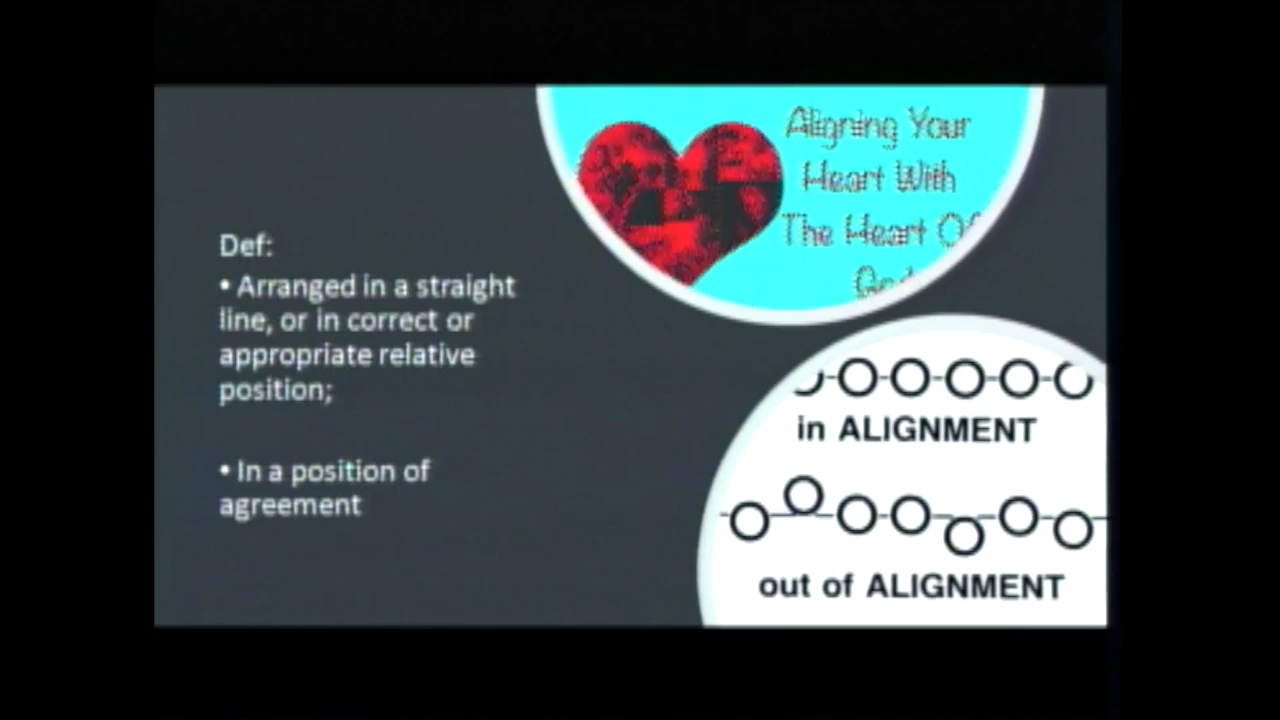 Def:
• Arranged in a straight
line, or in correct or
appropriate relative
position;
• In a position of
agreement
Aligning Your
Heart With
The Heart Of
God
in ALIGNMENT
out of ALIGNMENT